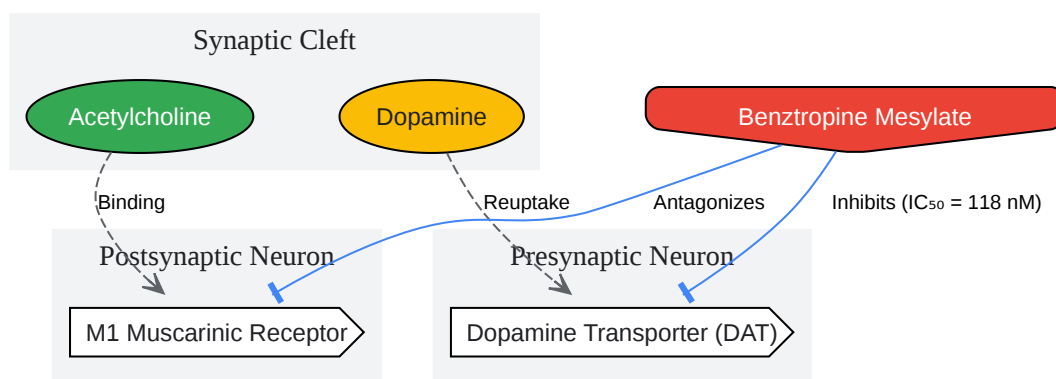 Synaptic Cleft
Acetylcholine
Dopamine
Benztropine Mesylate
Binding
Reuptake
Antagonizes
Inhibits (IC₅₀ = 118 nM)
Postsynaptic Neuron
Presynaptic Neuron
M1 Muscarinic Receptor
Dopamine Transporter (DAT)